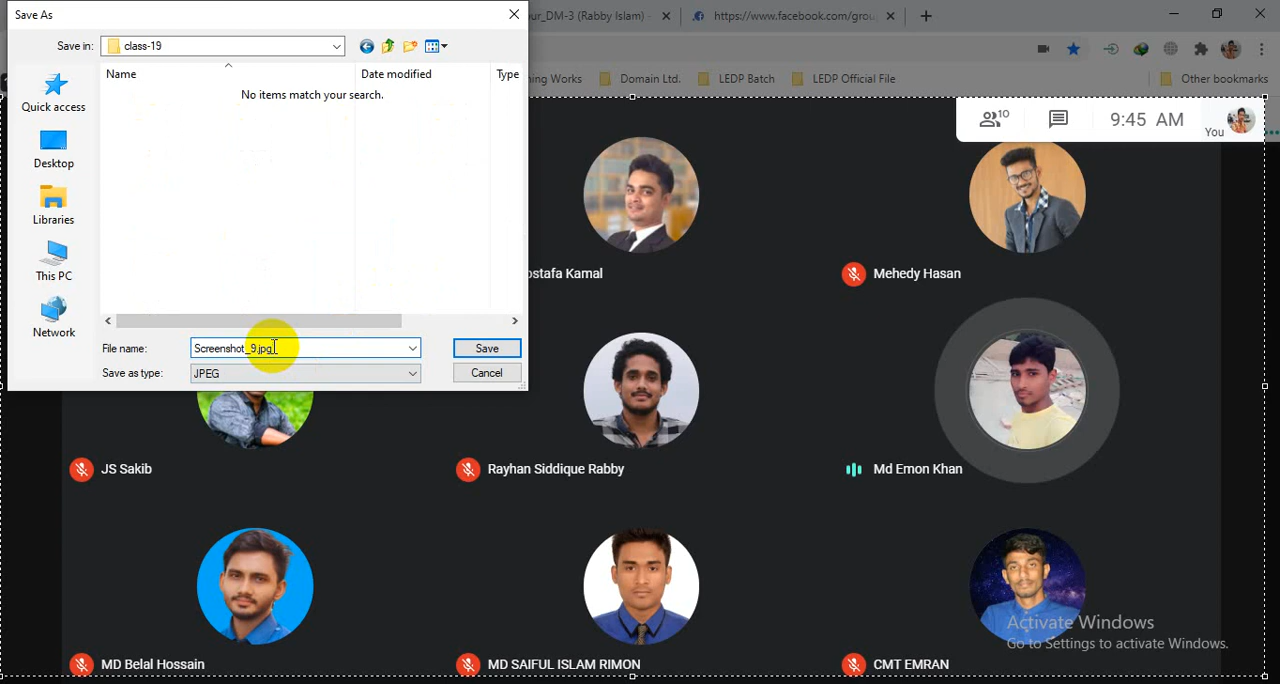 Save As
our_DM-3 (Rabby Islam)
https://www.facebook.com/grou
Save in:
class-19
ning Works
Domain Ltd.
LEDP Batch
LEDP Official File
Other bookmarks
Name
Date modified
Type
No items match your search.
Quick access
Desktop
Libraries
This PC
Network
File name:
Screenshot_9.jpg
Save
Save as type:
JPEG
Cancel
10
9:45 AM
You
ostafa Kamal
Mehedy Hasan
JS Sakib
Rayhan Siddique Rabby
Md Emon Khan
MD Belal Hossain
MD SAIFUL ISLAM RIMON
CMT EMRAN
Activate Windows
Go to Settings to activate Windows.